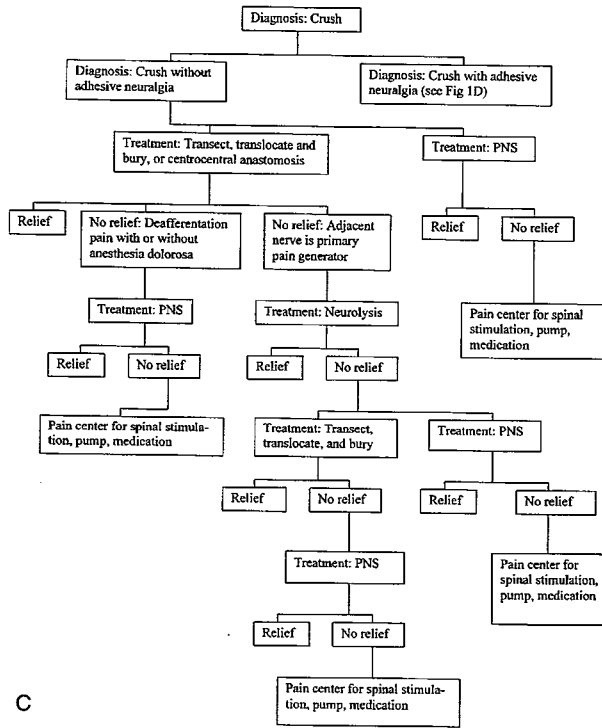 Diagnosis: Crush
Diagnosis: Crush without
adhesive neuralgia
Diagnosis: Crush with adhesive
neuralgia (see Fig 1D)
Treatment: Transect, translocate and
bury, or centrocentral anastomosis
Treatment: PNS
Relief
No relief: Deafferentation
pain with or without
anesthesia dolorosa
No relief: Adjacent
nerve is primary
pain generator
Relief
No relief
Treatment: PNS
Treatment: Neurolysis
Pain center for spinal
stimulation, pump,
medication
Relief
No relief
Relief
No relief
Pain center for spinal stimula-
tion, pump, medication
Treatment: Transect,
translocate, and bury
Treatment: PNS
Relief
No relief
Relief
No relief
Treatment: PNS
Pain center for
spinal stimulation,
pump, medication
Relief
No relief
Pain center for spinal stimula-
tion, pump, medication
C